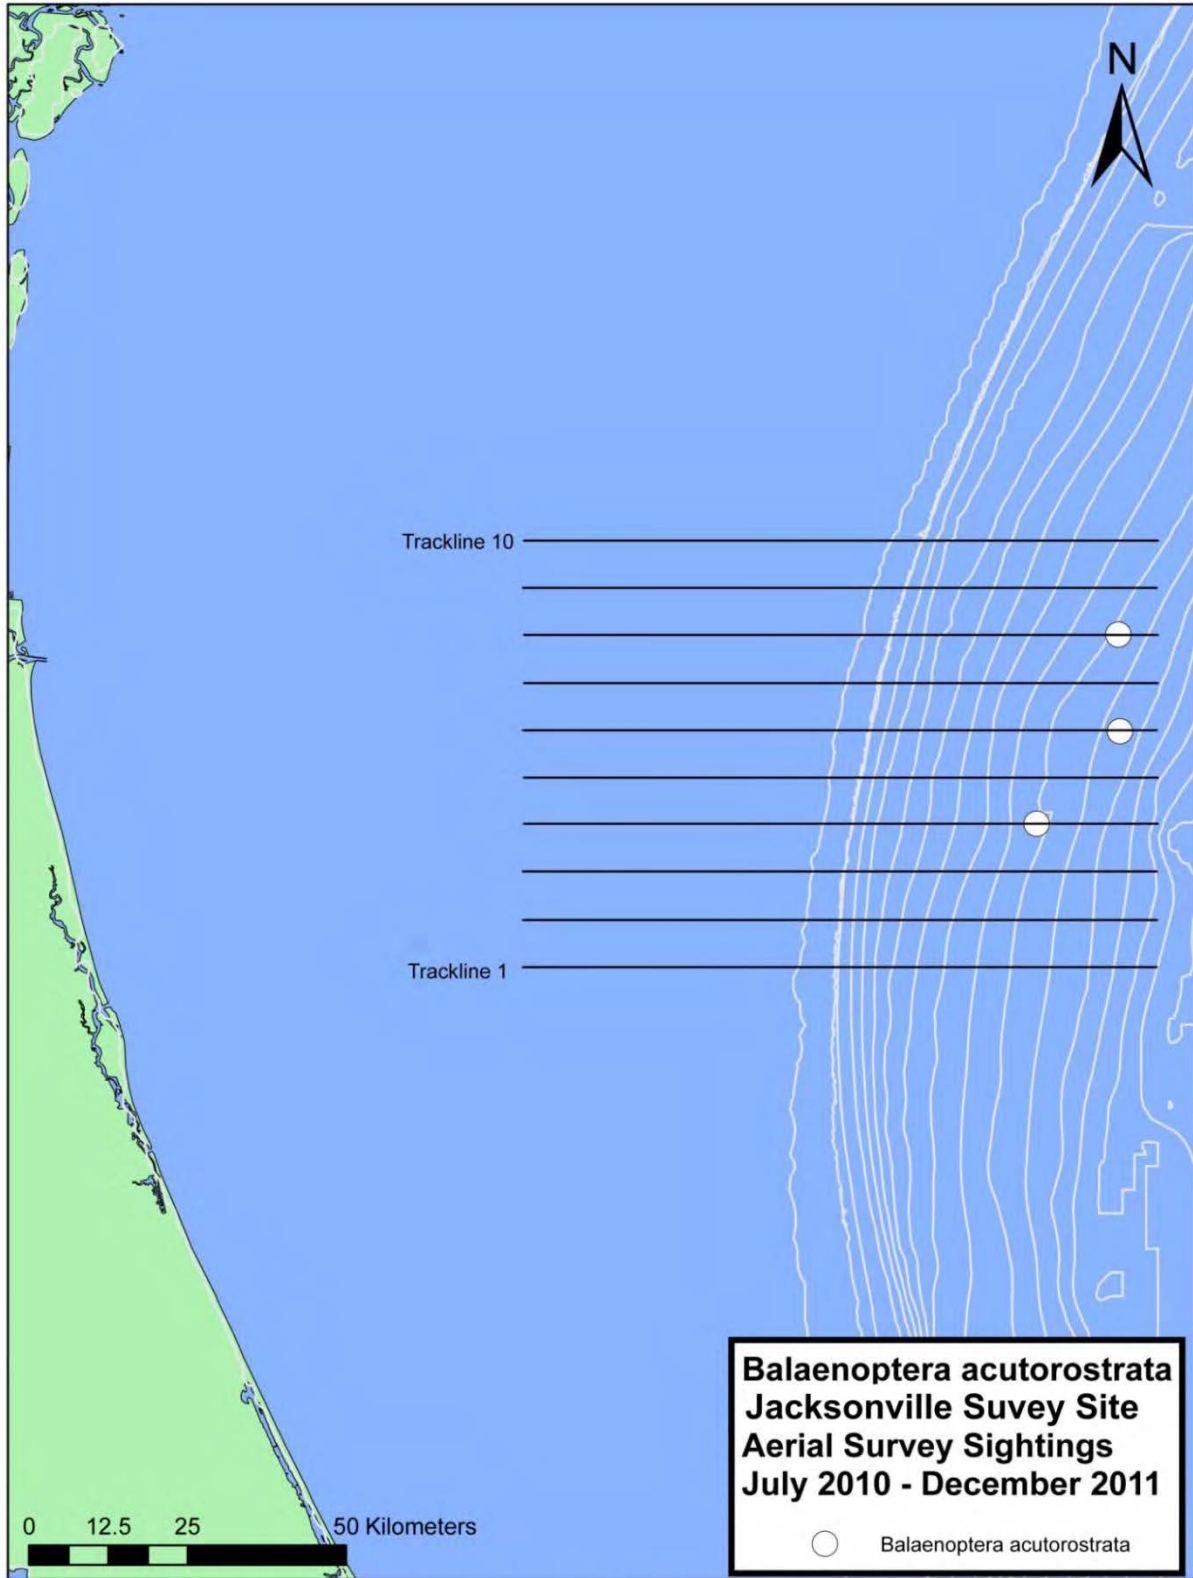 N
Trackline 10
Trackline 1
Balaenoptera acutorostrata
Jacksonville Suvey Site
Aerial Survey Sightings
July 2010 - December 2011
Balaenoptera acutorostrata
0 12.5 25 50 Kilometers